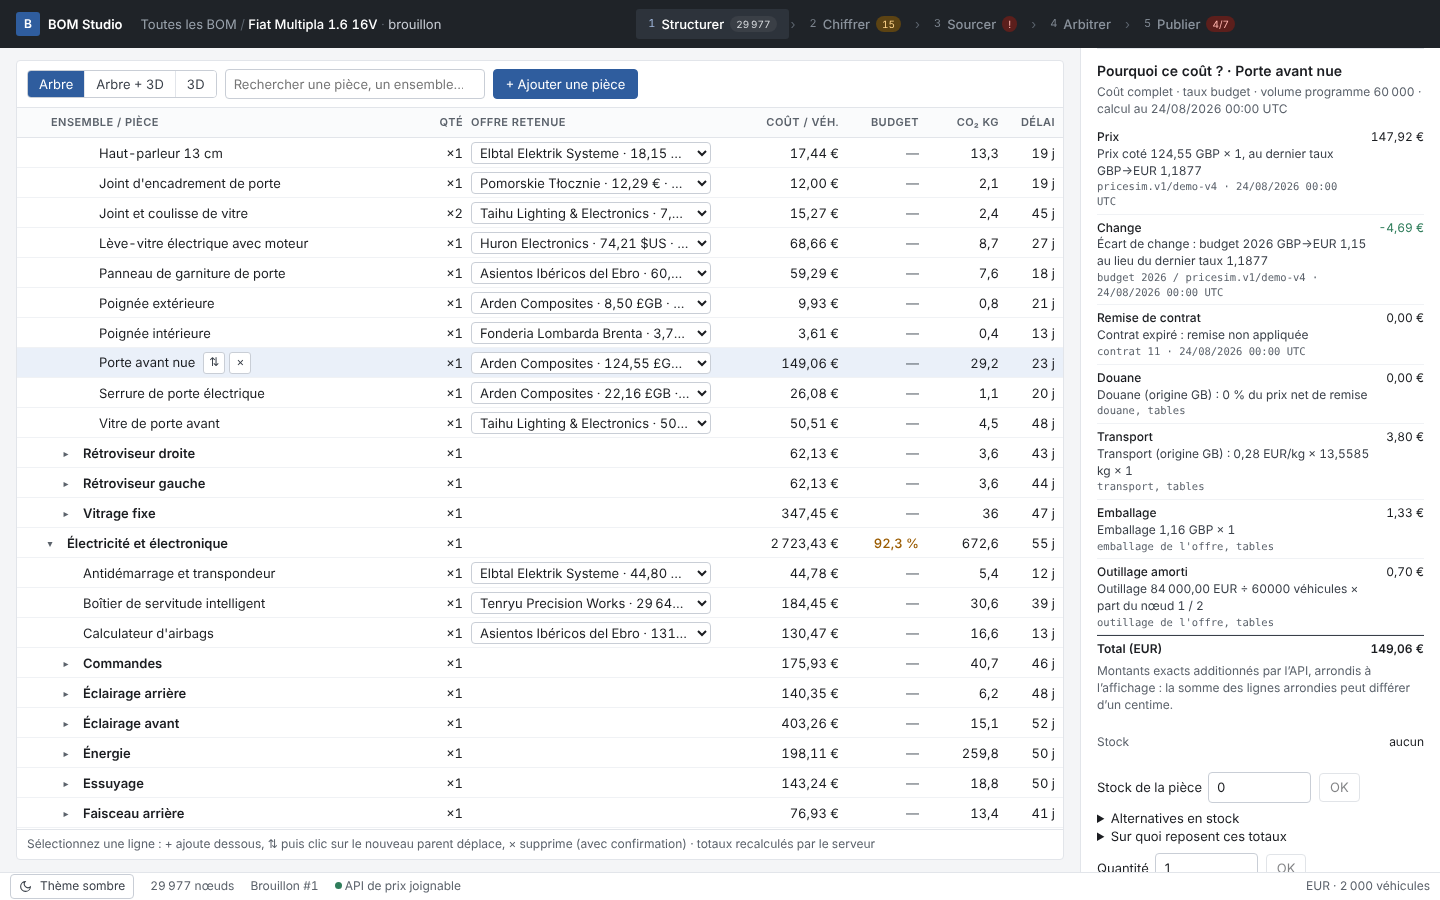 B BOM Studio Toutes les BOM / Fiat Multipla 1.6 16V · brouillon 1 Structurer 29 977 › 2 Chiffrer 15 › 3 Sourcer ! › 4 Arbitrer › 5 Publier 4/7
Arbre Arbre + 3D 3D Rechercher une pièce, un ensemble... + Ajouter une pièce
ENSEMBLE / PIÈCE QTÉ OFFRE RETENUE COÛT / VÉH. BUDGET CO₂ KG DÉLAI
Haut-parleur 13 cm ×1 Elbtal Elektrik Systeme · 18,15 ... 17,44 € — 13,3 19 j
Joint d'encadrement de porte ×1 Pomorskie Tłocznie · 12,29 € · ... 12,00 € — 2,1 19 j
Joint et coulisse de vitre ×2 Taihu Lighting & Electronics · 7,... 15,27 € — 2,4 45 j
Lève-vitre électrique avec moteur ×1 Huron Electronics · 74,21 $US · ... 68,66 € — 8,7 27 j
Panneau de garniture de porte ×1 Asientos Ibéricos del Ebro · 60,... 59,29 € — 7,6 18 j
Poignée extérieure ×1 Arden Composites · 8,50 £GB · ... 9,93 € — 0,8 21 j
Poignée intérieure ×1 Fonderia Lombarda Brenta · 3,7... 3,61 € — 0,4 13 j
Porte avant nue ⇅ × ×1 Arden Composites · 124,55 £G... 149,06 € — 29,2 23 j
Serrure de porte électrique ×1 Arden Composites · 22,16 £GB ·... 26,08 € — 1,1 20 j
Vitre de porte avant ×1 Taihu Lighting & Electronics · 50... 50,51 € — 4,5 48 j
▸ Rétroviseur droite ×1 62,13 € — 3,6 43 j
▸ Rétroviseur gauche ×1 62,13 € — 3,6 44 j
▸ Vitrage fixe ×1 347,45 € — 36 47 j
▾ Électricité et électronique ×1 2 723,43 € 92,3 % 672,6 55 j
Antidémarrage et transpondeur ×1 Elbtal Elektrik Systeme · 44,80 ... 44,78 € — 5,4 12 j
Boîtier de servitude intelligent ×1 Tenryu Precision Works · 29 64... 184,45 € — 30,6 39 j
Calculateur d'airbags ×1 Asientos Ibéricos del Ebro · 131... 130,47 € — 16,6 13 j
▸ Commandes ×1 175,93 € — 40,7 46 j
▸ Éclairage arrière ×1 140,35 € — 6,2 48 j
▸ Éclairage avant ×1 403,26 € — 15,1 52 j
▸ Énergie ×1 198,11 € — 259,8 50 j
▸ Essuyage ×1 143,24 € — 18,8 50 j
▸ Faisceau arrière ×1 76,93 € — 13,4 41 j
Sélectionnez une ligne : + ajoute dessous, ⇅ puis clic sur le nouveau parent déplace, × supprime (avec confirmation) · totaux recalculés par le serveur
Pourquoi ce coût ? · Porte avant nue
Coût complet · taux budget · volume programme 60 000 ·
calcul au 24/08/2026 00:00 UTC
Prix 147,92 €
Prix coté 124,55 GBP × 1, au dernier taux
GBP→EUR 1,1877
pricesim.v1/demo-v4 · 24/08/2026 00:00
UTC
Change -4,69 €
Écart de change : budget 2026 GBP→EUR 1,15
au lieu du dernier taux 1,1877
budget 2026 / pricesim.v1/demo-v4 ·
24/08/2026 00:00 UTC
Remise de contrat 0,00 €
Contrat expiré : remise non appliquée
contrat 11 · 24/08/2026 00:00 UTC
Douane 0,00 €
Douane (origine GB) : 0 % du prix net de remise
douane, tables
Transport 3,80 €
Transport (origine GB) : 0,28 EUR/kg × 13,5585
kg × 1
transport, tables
Emballage 1,33 €
Emballage 1,16 GBP × 1
emballage de l'offre, tables
Outillage amorti 0,70 €
Outillage 84 000,00 EUR ÷ 60000 véhicules ×
part du nœud 1 / 2
outillage de l'offre, tables
Total (EUR) 149,06 €
Montants exacts additionnés par l’API, arrondis à
l’affichage : la somme des lignes arrondies peut différer
d’un centime.
Stock aucun
Stock de la pièce 0 OK
▶ Alternatives en stock
▶ Sur quoi reposent ces totaux
Quantité 1 OK
Thème sombre 29 977 nœuds Brouillon #1 API de prix joignable EUR · 2 000 véhicules